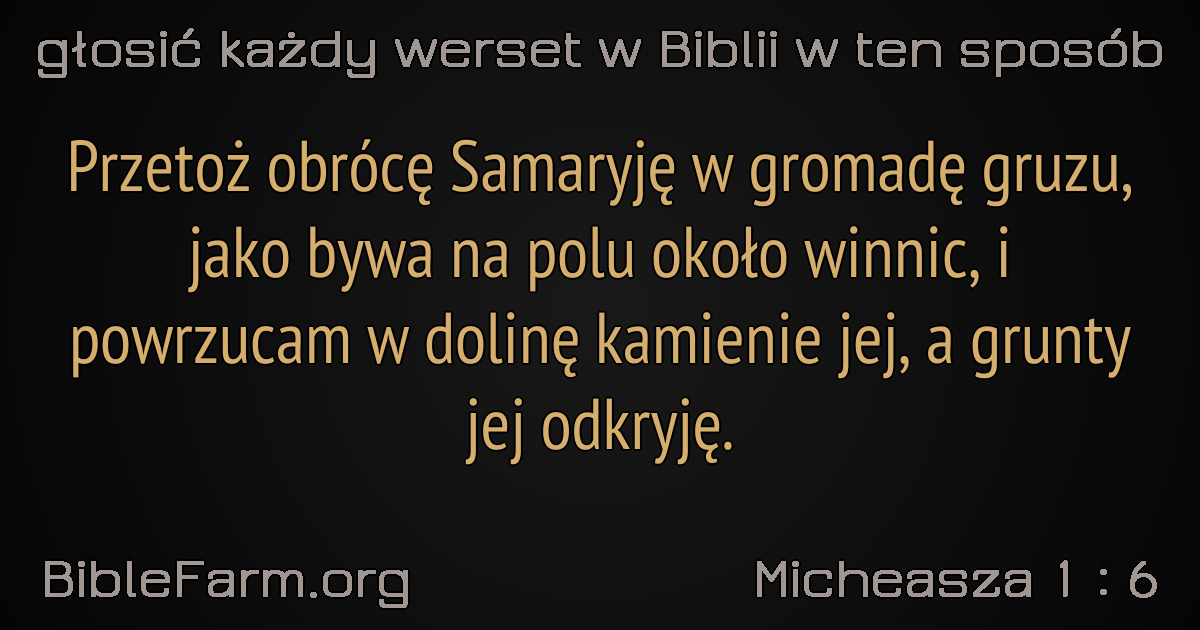 głosić każdy werset w Biblii w ten sposób
Przetoż obrócę Samaryję w gromadę gruzu,
jako bywa na polu około winnic, i
powrzucam w dolinę kamienie jej, a grunty
jej odkryję.
BibleFarm.org
Micheasza 1 : 6